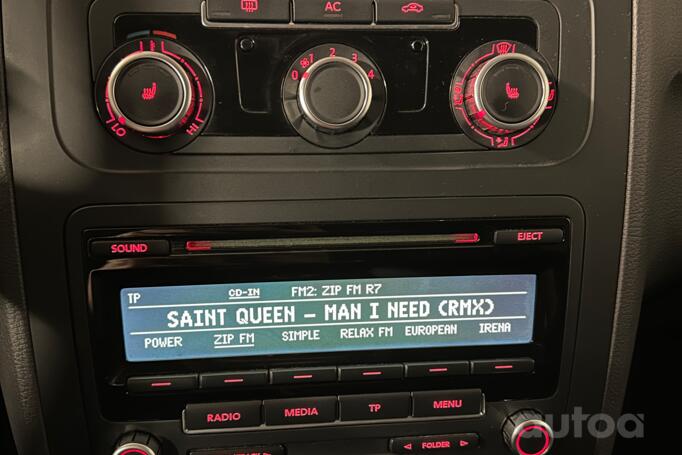 AC
0 1 2 3 4
LO HI
SOUND EJECT
TP CD-IN FM2: ZIP FM R7
SAINT QUEEN - MAN I NEED (RMX)
POWER ZIP FM SIMPLE RELAX FM EUROPEAN IRENA
RADIO MEDIA TP MENU
FOLDER
autoa